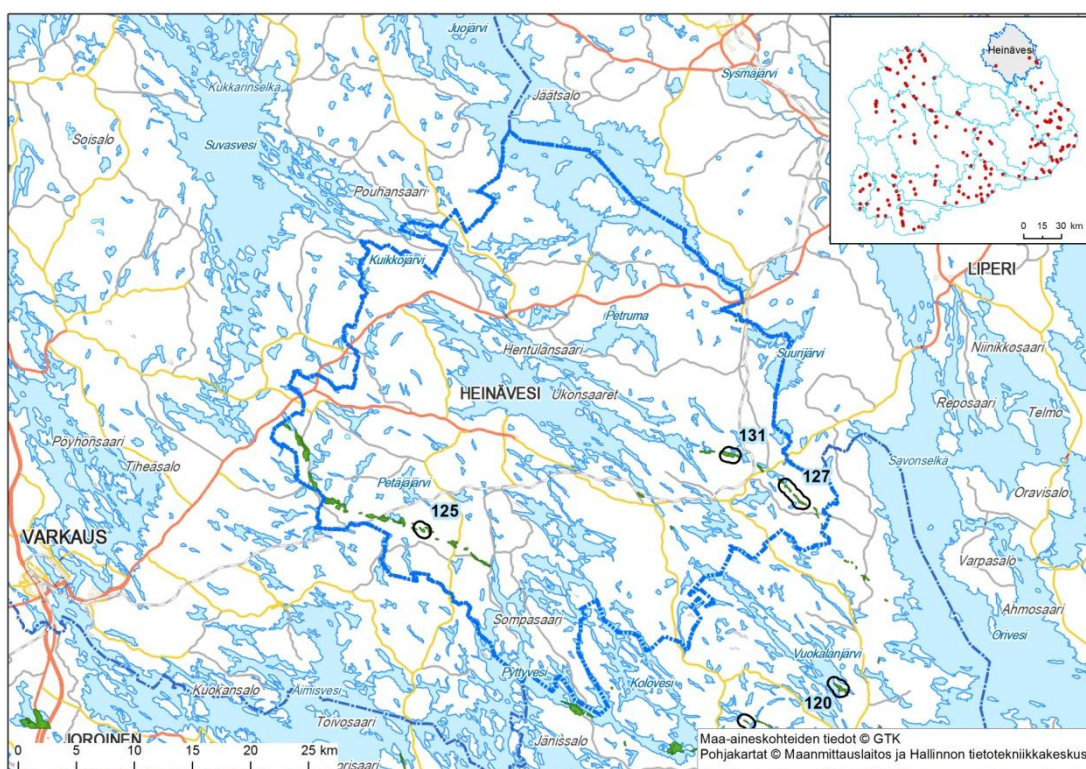 Juojärvi
Kukkarinselkä
Sysmäjärvi
Jäätsalo
Heinävesi
Soisalo
Suvasvesi
Pouhansaari
0 15 30 km
Kuikkojärvi
LIPERI
Petruma
Niinikkosaari
Hentulansaari
Suurijärvi
HEINÄVESI
Ukonsaaret
Reposaari
Telmo
Pöyhönsaari
Tiheäsalo
131
Savonselkä
127
Petäjäjärvi
Oravisalo
125
VARKAUS
Varpasalo
Ahmosaari
Sompasaari
Orivesi
Vuokalanjärvi
Pyttyvesi
Kolovesi
Kuokansalo
Äimisvesi
120
Toivosaari
JOROINEN
Jänissalo
Maa-aineskohteiden tiedot © GTK
Pohjakartat © Maanmittauslaitos ja Hallinnon tietotekniikkakeskus
0 5 10 15 20 25 km